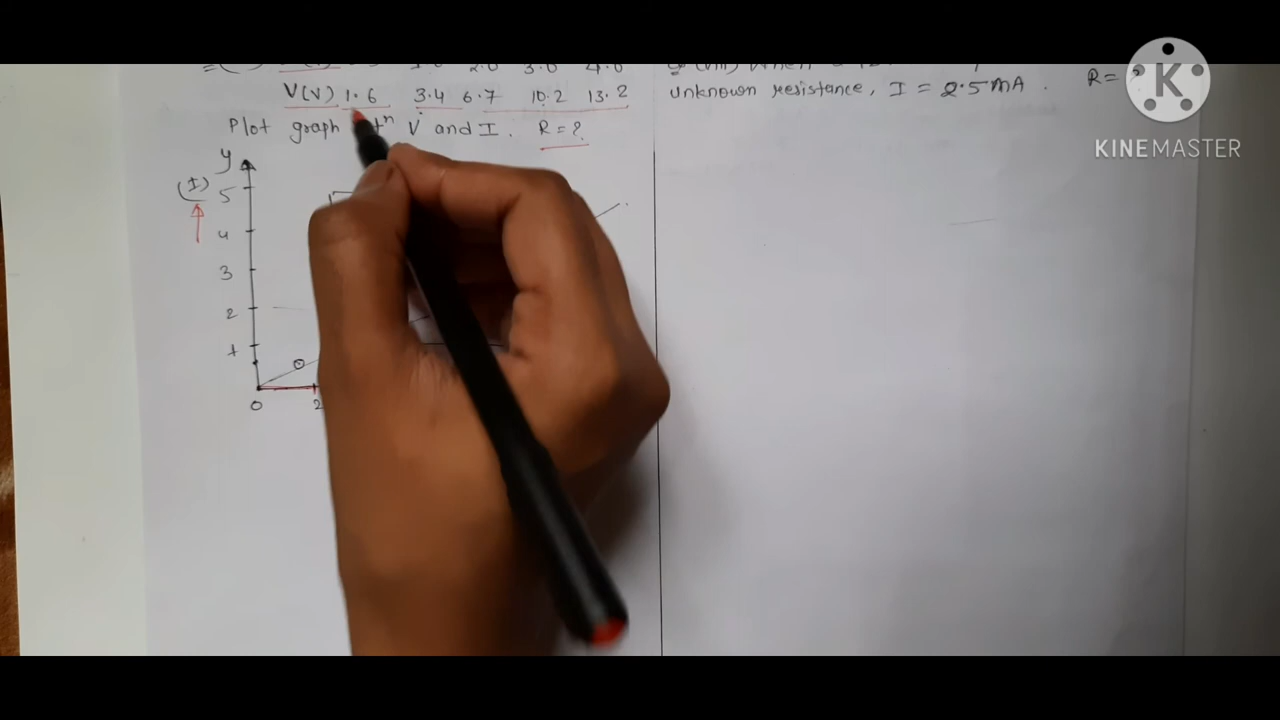 V(V) 1.6 3.4 6.7 10.2 13.2
Plot graph V and I. R = ?
y
(I)
5
4
3
2
1
0 2
unknown resistance, I = 2.5 mA.
R= ?
K
KINEMASTER